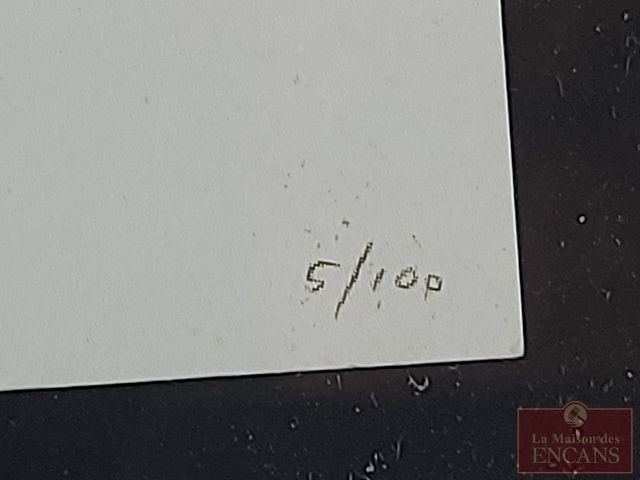 5/100
La Maison des
ENCANS